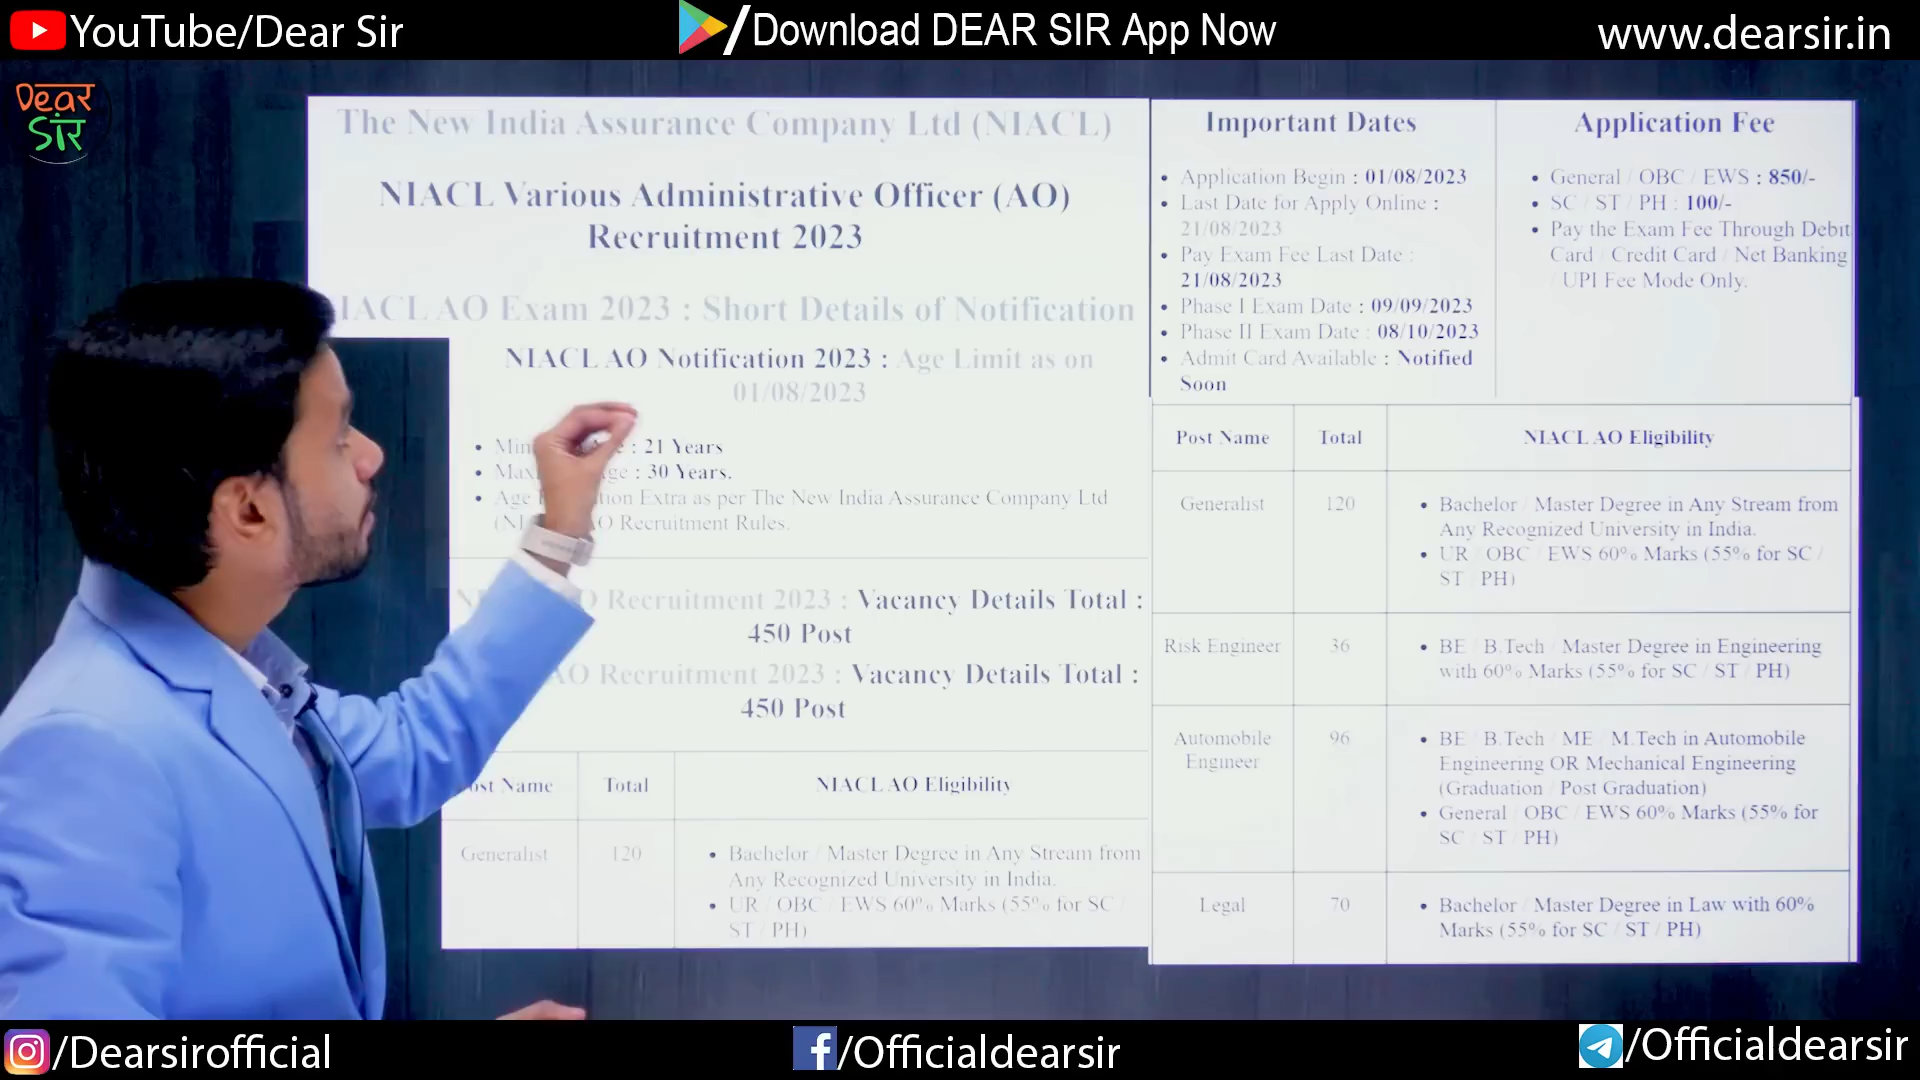 YouTube/Dear Sir
/Download DEAR SIR App Now
www.dearsir.in
Dear
Sir
The New India Assurance Company Ltd (NIACL)
NIACL Various Administrative Officer (AO)
Recruitment 2023
IACL AO Exam 2023 : Short Details of Notification
NIACL AO Notification 2023 : Age Limit as on
01/08/2023
: 21 Years
: 30 Years.
Age Extra as per The New India Assurance Company Ltd
AO Recruitment Rules.
Recruitment 2023 : Vacancy Details Total :
450 Post
AO Recruitment 2023 : Vacancy Details Total :
450 Post
ost Name Total NIACL AO Eligibility
Generalist 120
• Bachelor / Master Degree in Any Stream from
Any Recognized University in India.
• UR / OBC / EWS 60% Marks (55% for SC /
ST / PH)
Important Dates
• Application Begin : 01/08/2023
• Last Date for Apply Online :
21/08/2023
• Pay Exam Fee Last Date :
21/08/2023
• Phase I Exam Date : 09/09/2023
• Phase II Exam Date : 08/10/2023
• Admit Card Available : Notified
Soon
Application Fee
• General / OBC / EWS : 850/-
• SC / ST / PH : 100/-
• Pay the Exam Fee Through Debit
Card / Credit Card / Net Banking
/ UPI Fee Mode Only.
Post Name Total NIACL AO Eligibility
Generalist 120
• Bachelor / Master Degree in Any Stream from
Any Recognized University in India.
• UR / OBC / EWS 60% Marks (55% for SC /
ST / PH)
Risk Engineer 36
• BE / B.Tech / Master Degree in Engineering
with 60% Marks (55% for SC / ST / PH)
Automobile
Engineer
96
• BE / B.Tech / ME / M.Tech in Automobile
Engineering OR Mechanical Engineering
(Graduation / Post Graduation)
• General / OBC / EWS 60% Marks (55% for
SC / ST / PH)
Legal 70
• Bachelor / Master Degree in Law with 60%
Marks (55% for SC / ST / PH)
/Dearsirofficial
/Officialdearsir
/Officialdearsir